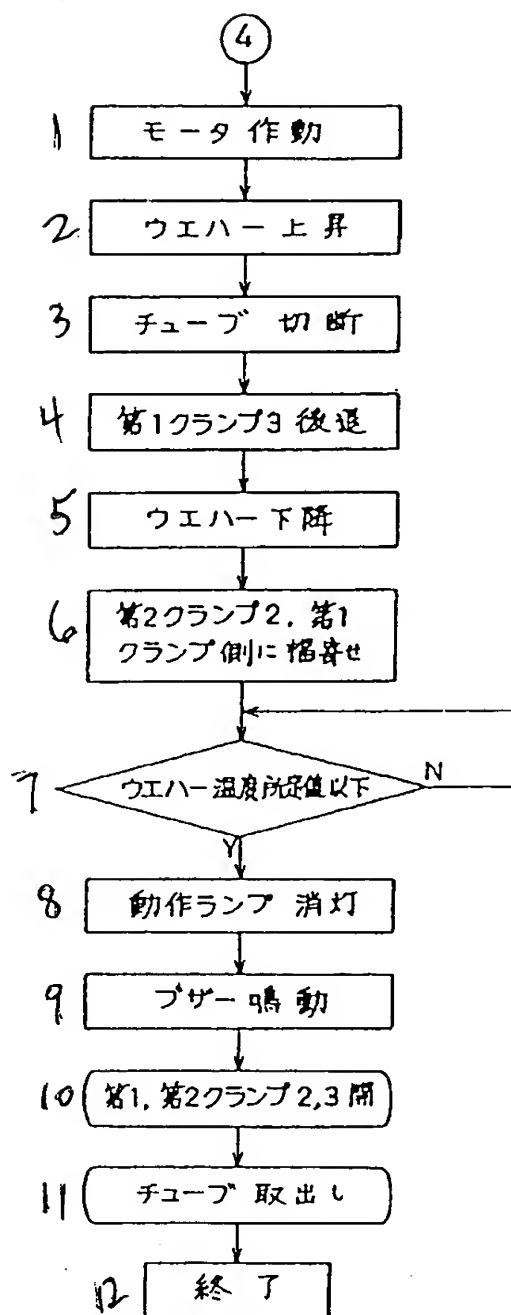 4
1 モータ作動
2 ウエハー上昇
3 チューブ 切断
4 第1クランプ3後退
5 ウエハー下降
6 第2クランプ2,第1
クランプ側に幅寄せ
7 ウエハー温度所定値以下 N
Y
8 動作ランプ 消灯
9 ブザー鳴動
10 第1,第2クランプ2,3開
11 チューブ 取出し
12 終了